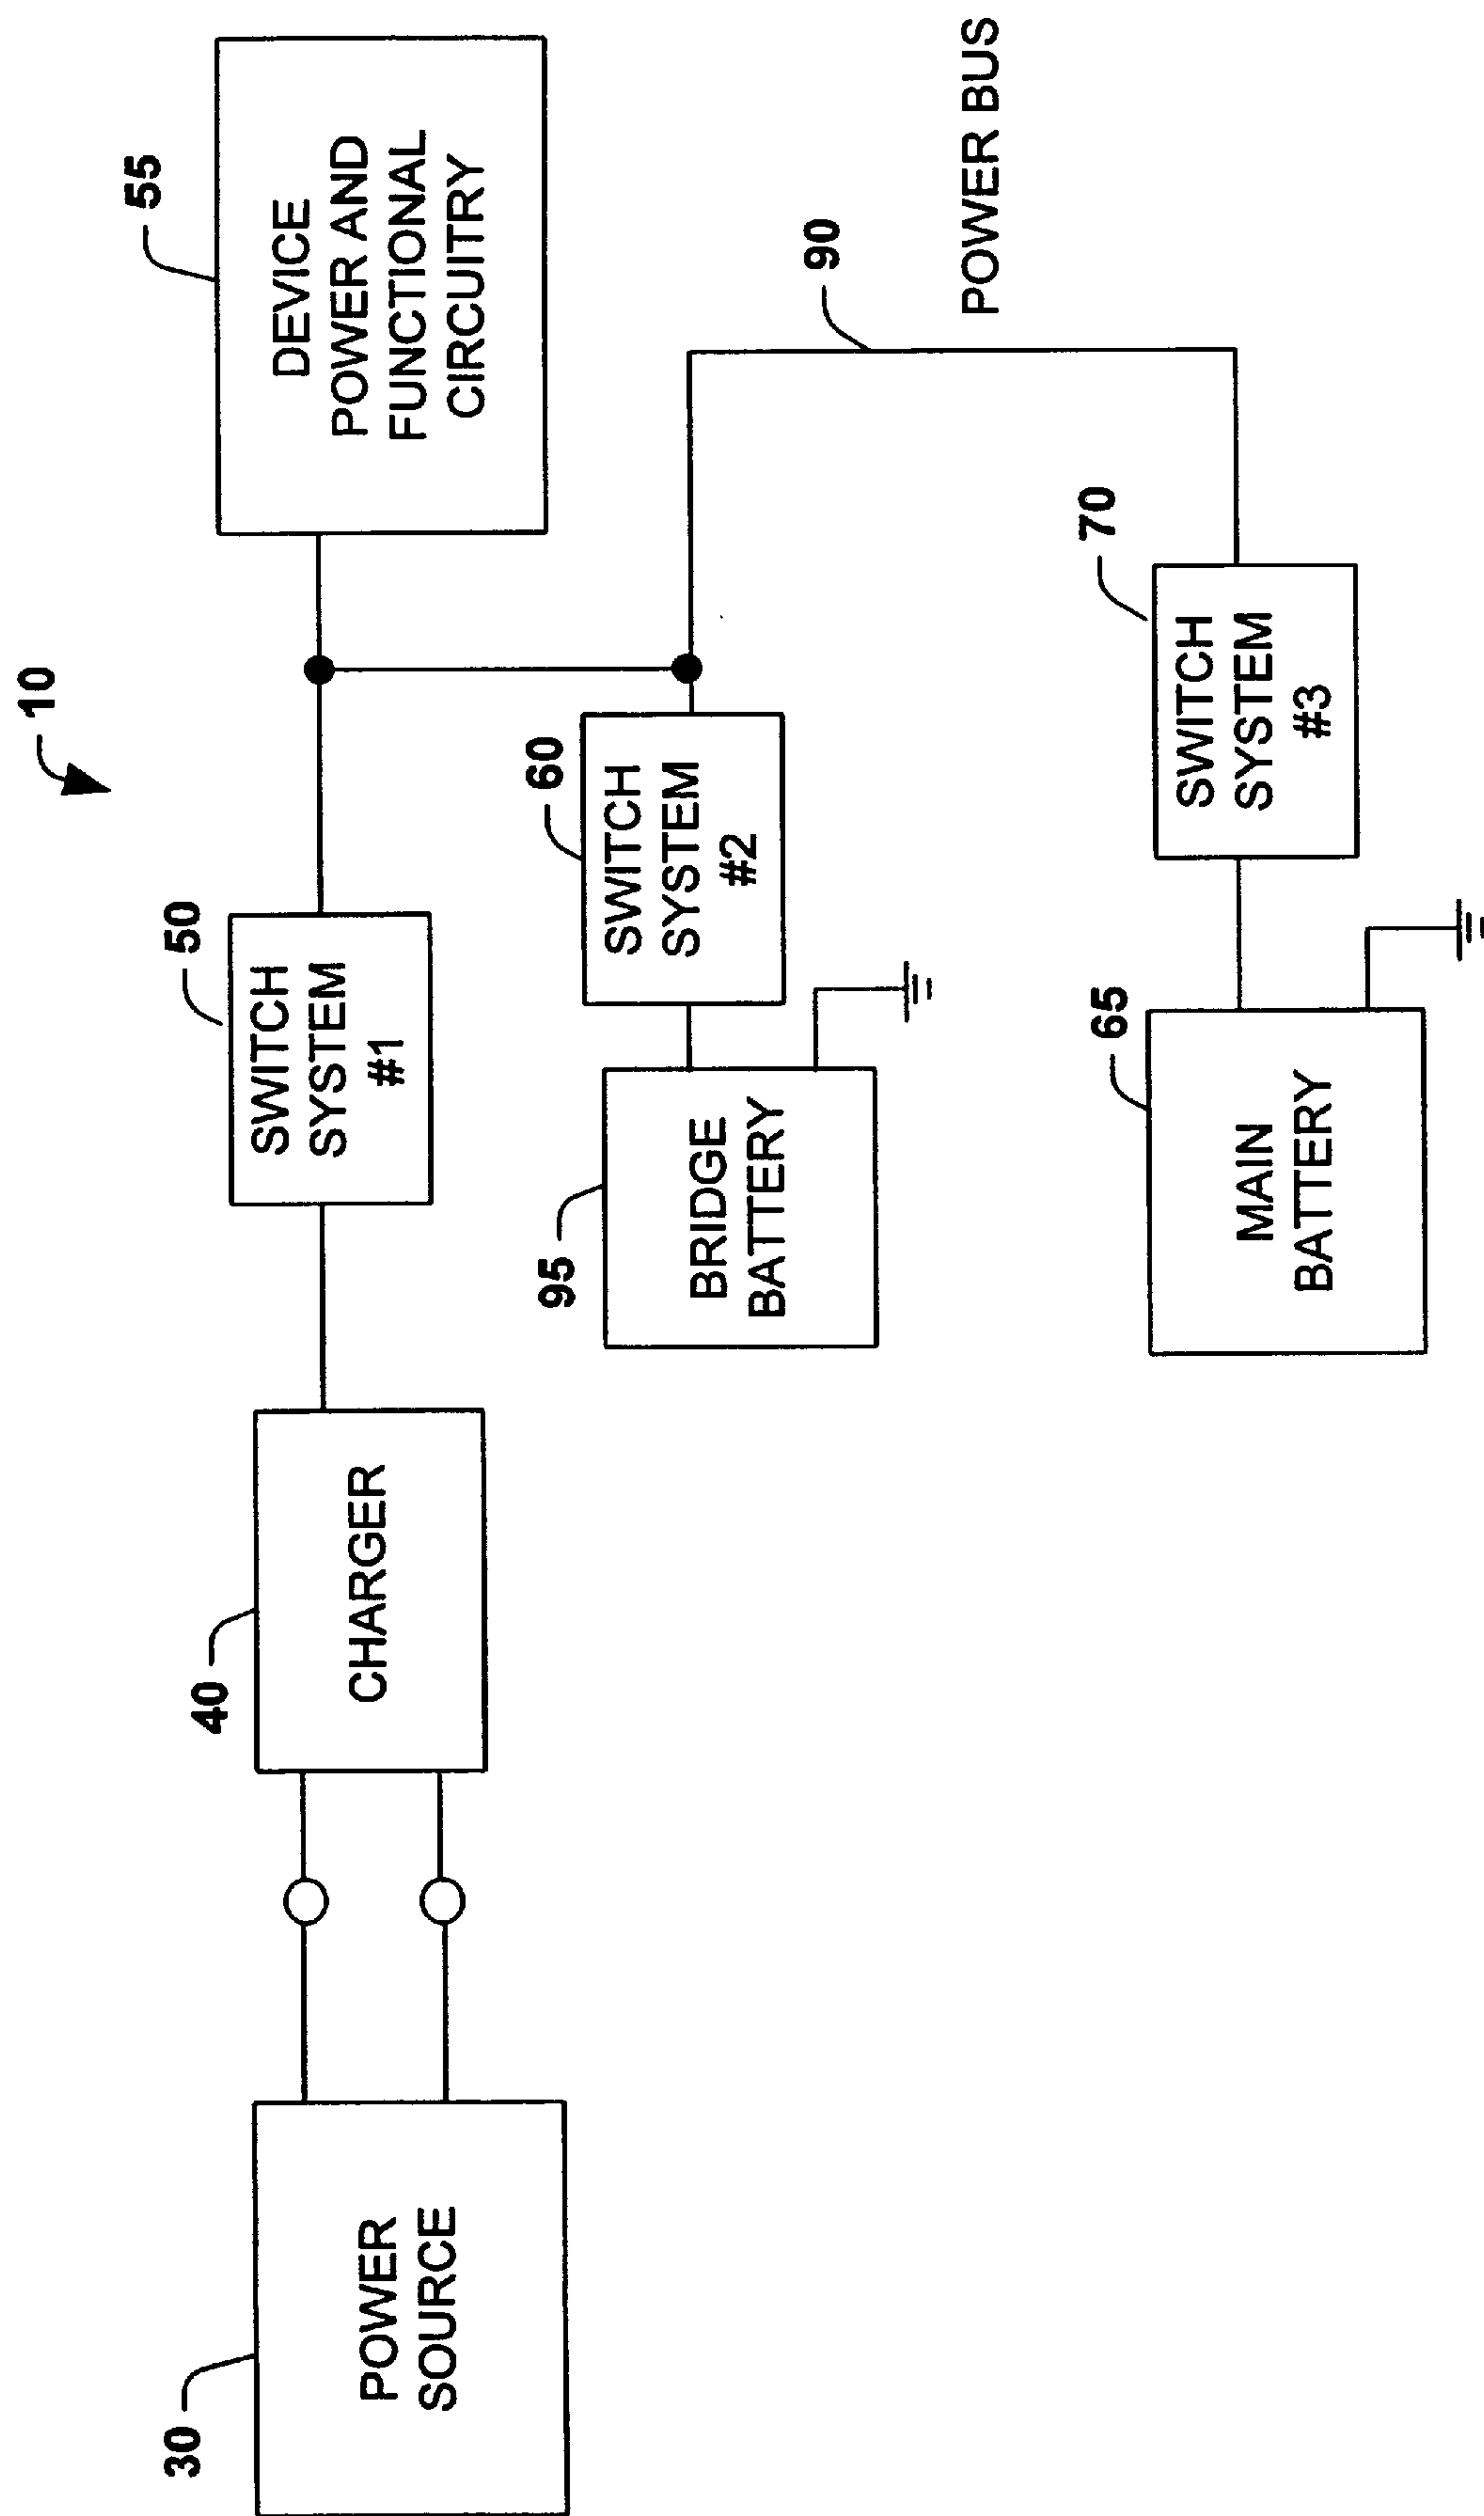 10
30
POWER
SOURCE
40
CHARGER
50
SWITCH
SYSTEM
#1
55
DEVICE
POWER AND
FUNCTIONAL
CIRCUITRY
95
BRIDGE
BATTERY
60
SWITCH
SYSTEM
#2
90
POWER BUS
65
MAIN
BATTERY
70
SWITCH
SYSTEM
#3